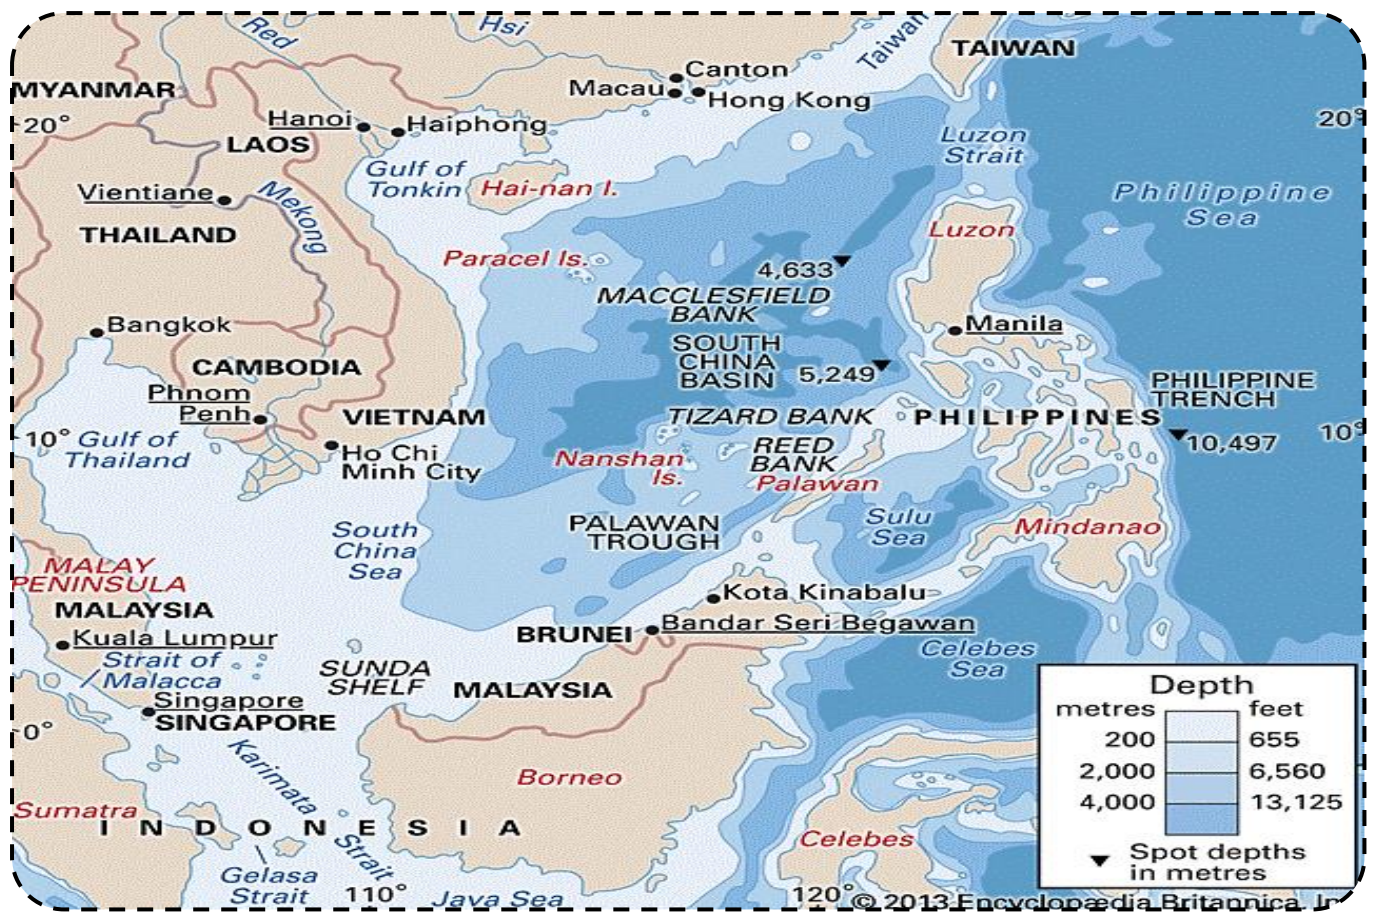 Red
Hsi
Taiwan
TAIWAN
MYANMAR
Canton
Macau
Hong Kong
20°
Hanoi
Haiphong
20°
LAOS
Luzon
Strait
Gulf of
Tonkin
Hai-nan I.
Vientiane
Mekong
Philippine
Sea
THAILAND
Luzon
Paracel Is.
4,633
MACCLESFIELD
BANK
Bangkok
Manila
SOUTH
CHINA
BASIN
5,249
CAMBODIA
Phnom
Penh
PHILIPPINE
TRENCH
VIETNAM
TIZARD BANK
PHILIPPINES
10°
Gulf of
Thailand
Ho Chi
Minh City
REED
BANK
10,497
10°
Nanshan
Is.
Palawan
South
China
Sea
PALAWAN
TROUGH
Sulu
Sea
Mindanao
MALAY
PENINSULA
MALAYSIA
Kota Kinabalu
Kuala Lumpur
BRUNEI
Bandar Seri Begawan
Strait of
Malacca
SUNDA
SHELF
MALAYSIA
Celebes
Sea
Singapore
SINGAPORE
0°
Karimata Strait
Borneo
Sumatra
INDONESIA
Celebes
Gelasa
Strait
110°
Java Sea
120°
Depth
metres feet
200 655
2,000 6,560
4,000 13,125
Spot depths
in metres
© 2013 Encyclopædia Britannica, In